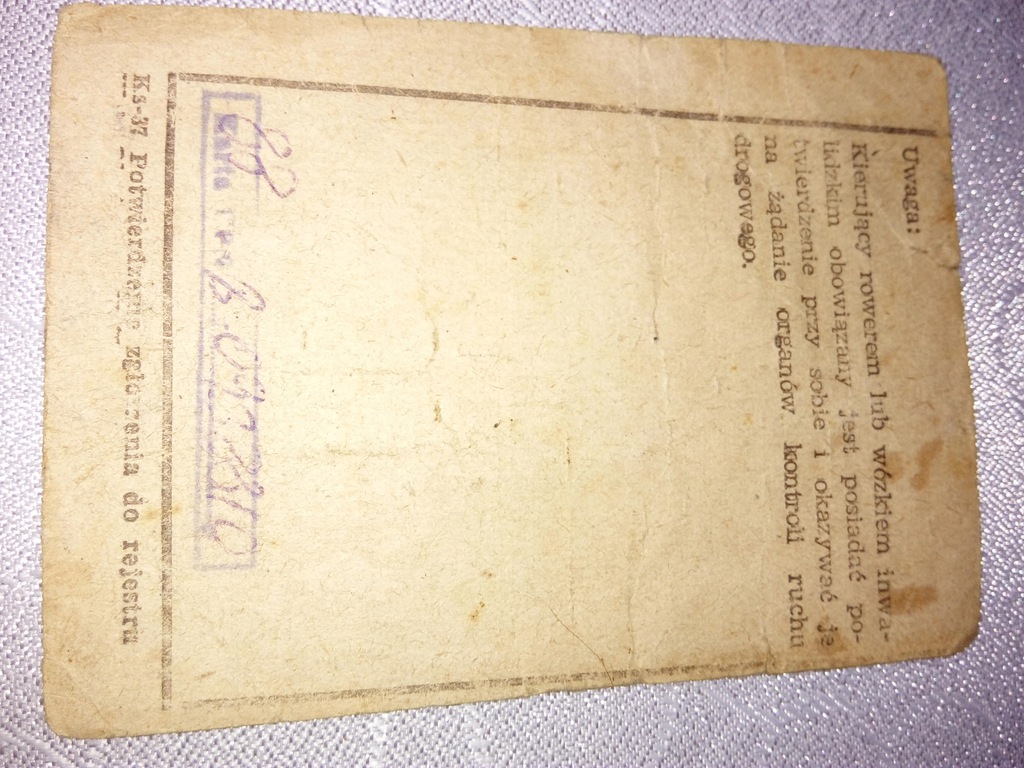 Uwaga:
Kierujący rowerem lub wózkiem inwa-
lidzkim obowiązany jest posiadać po-
twierdzenie przy sobie i okazywać je
na żądanie organów kontroli ruchu
drogowego.
Ks-37 Potwierdzenie zgłoszenia do rejestru